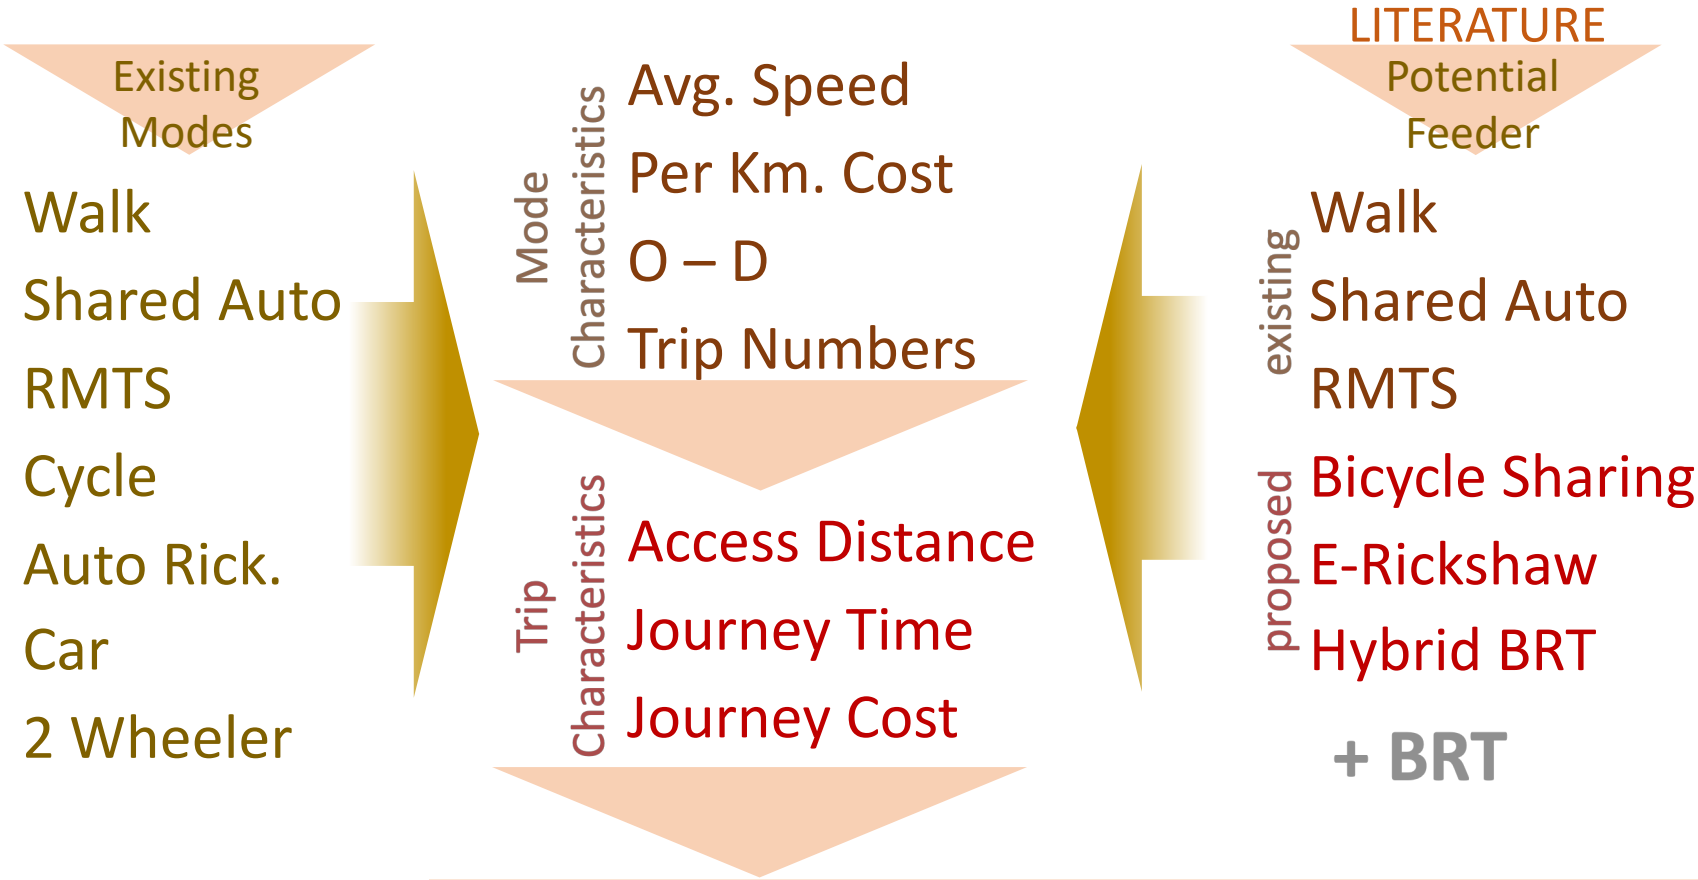 Existing
Modes
Walk
Shared Auto
RMTS
Cycle
Auto Rick.
Car
2 Wheeler
Mode
Characteristics
Avg. Speed
Per Km. Cost
O – D
Trip Numbers
Trip
Characteristics
Access Distance
Journey Time
Journey Cost
LITERATURE
Potential
Feeder
existing
Walk
Shared Auto
RMTS
proposed
Bicycle Sharing
E-Rickshaw
Hybrid BRT
+ BRT